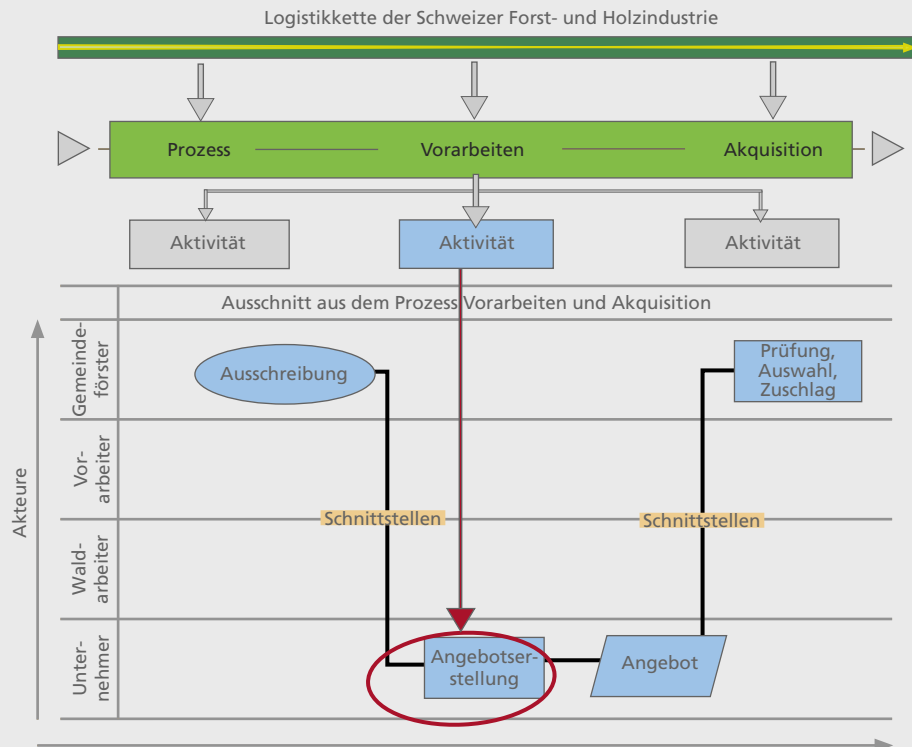 Logistikkette der Schweizer Forst- und Holzindustrie
Prozess Vorarbeiten Akquisition
Aktivität Aktivität Aktivität
Ausschnitt aus dem Prozess Vorarbeiten und Akquisition
Akteure
Gemeinde-
förster
Ausschreibung
Prüfung,
Auswahl,
Zuschlag
Vor-
arbeiter
Schnittstellen Schnittstellen
Wald-
arbeiter
Unter-
nehmer
Angebotser-
stellung
Angebot